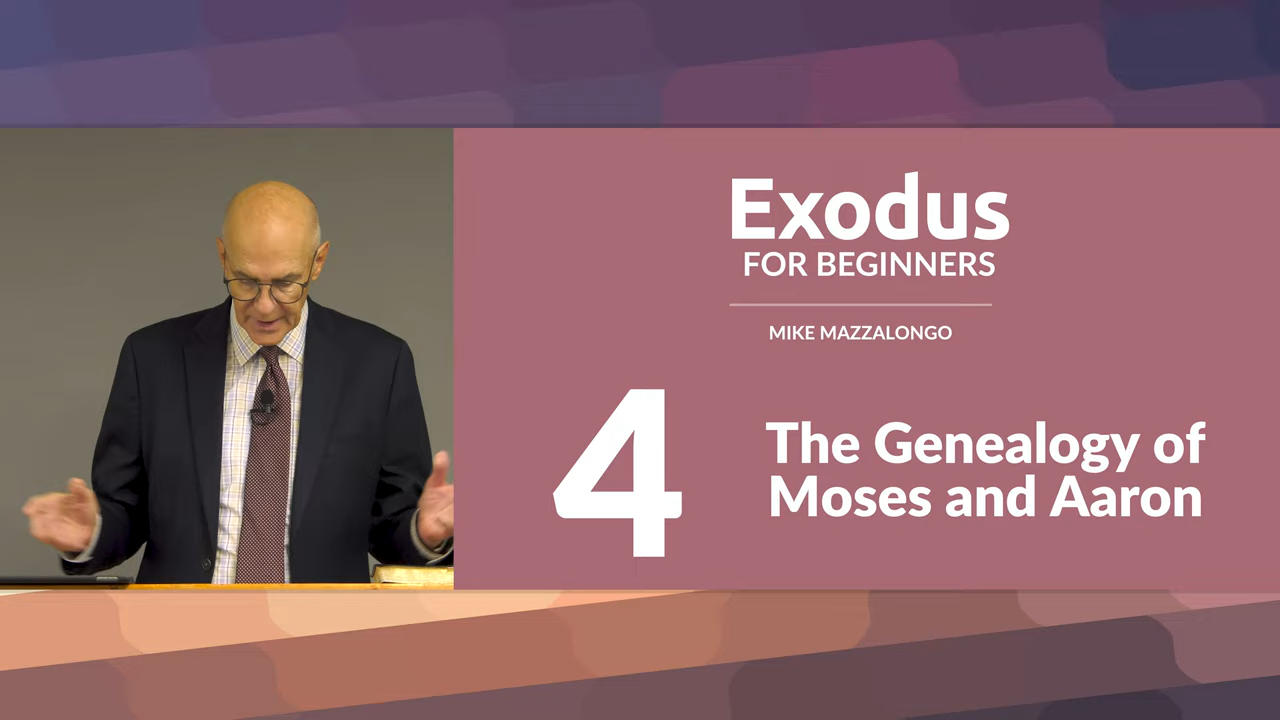 Exodus
FOR BEGINNERS
MIKE MAZZALONGO
4
The Genealogy of
Moses and Aaron